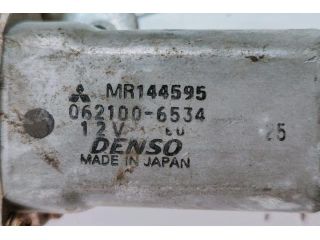 MR144595
062100-6534
12V
25
DENSO
MADE IN JAPAN